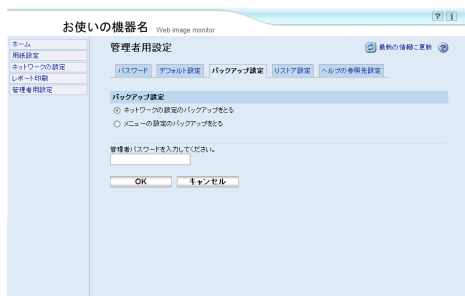 お使いの機器名 Web image monitor
? i
ホーム
用紙設定
ネットワークの設定
レポート印刷
管理者用設定
管理者用設定
最新の情報に更新 ?
パスワード デフォルト設定 バックアップ設定 リストア設定 ヘルプの参照先設定
バックアップ設定
ネットワークの設定のバックアップをとる
メニューの設定のバックアップをとる
管理者パスワードを入力してください。
OK キャンセル